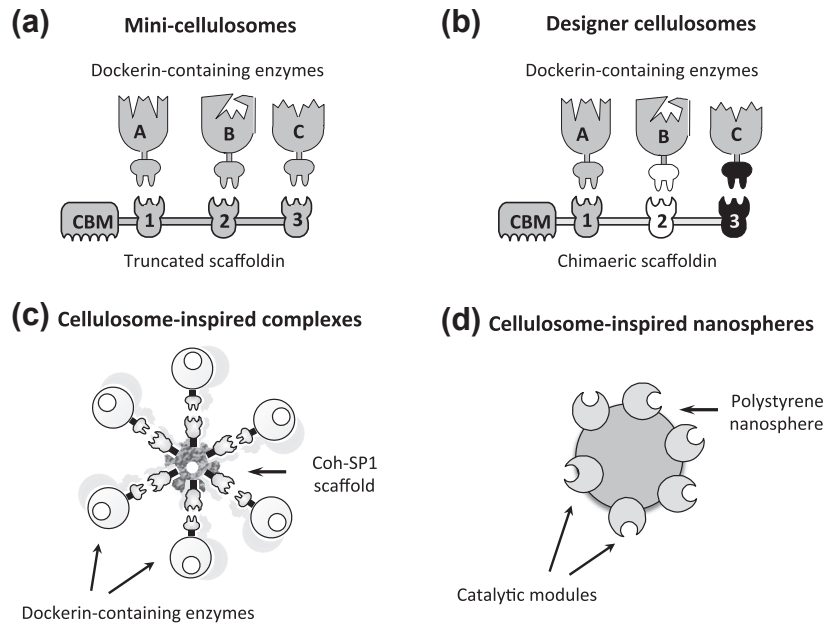 (a) Mini-cellulosomes
Dockerin-containing enzymes
A B C
CBM 1 2 3
Truncated scaffoldin
(b) Designer cellulosomes
Dockerin-containing enzymes
A B C
CBM 1 2 3
Chimaeric scaffoldin
(c) Cellulosome-inspired complexes
Coh-SP1
scaffold
Dockerin-containing enzymes
(d) Cellulosome-inspired nanospheres
Polystyrene
nanosphere
Catalytic modules